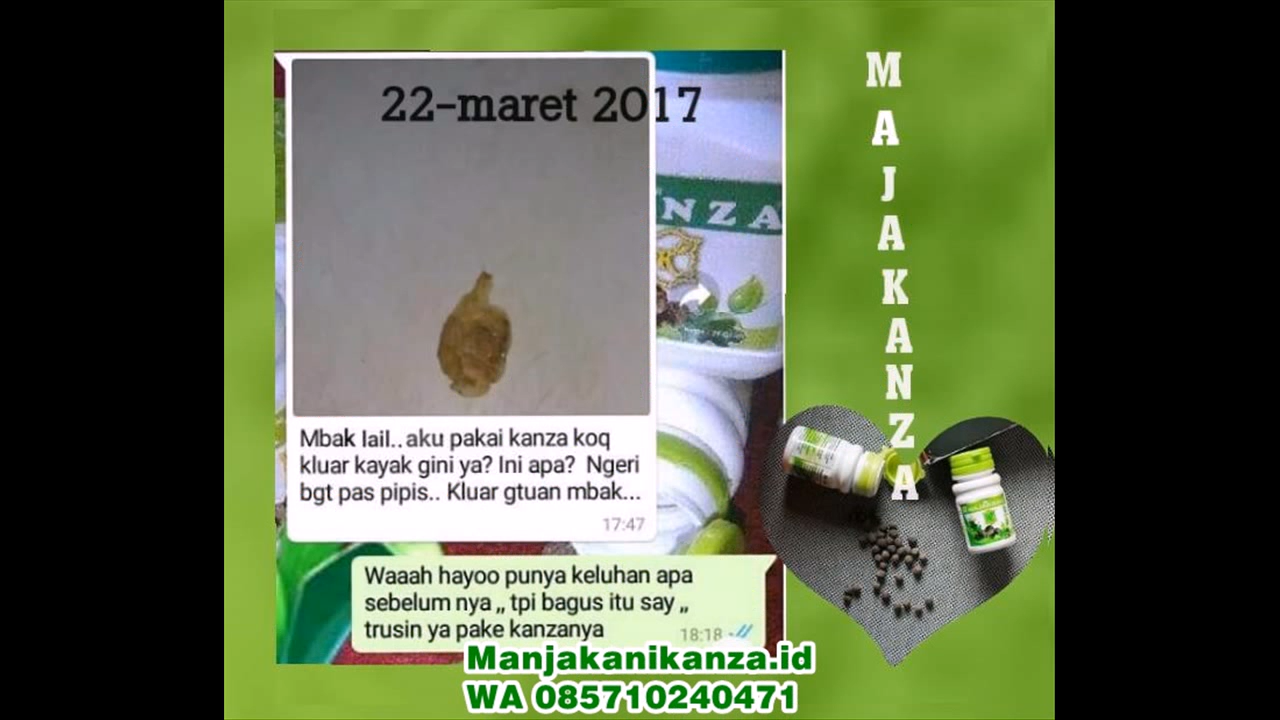 22-maret 2017
NZA
Mbak lail.. aku pakai kanza koq
kluar kayak gini ya? Ini apa? Ngeri
bgt pas pipis.. Kluar gtuan mbak...
17:47
Waaah hayoo punya keluhan apa
sebelum nya ,, tpi bagus itu say ,,
trusin ya pake kanzanya
18:18
MAJAKANZA
Manjakanikanza.id
WA 085710240471